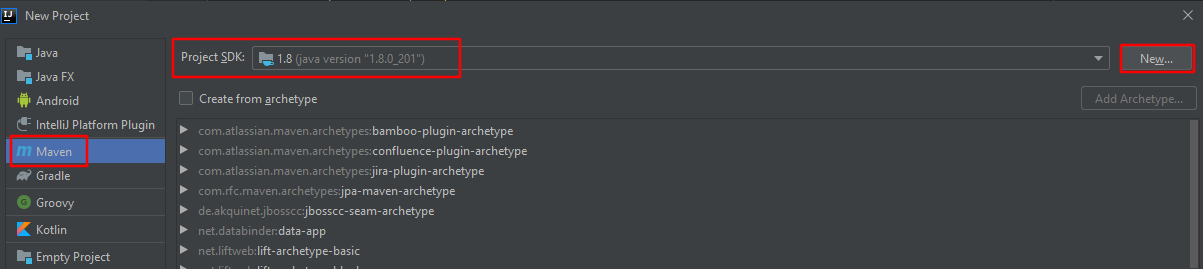 New Project
Java
Java FX
Android
IntelliJ Platform Plugin
Maven
Gradle
Groovy
Kotlin
Empty Project
Project SDK: 1.8 (java version "1.8.0_201") New...
Create from archetype Add Archetype...
com.atlassian.maven.archetypes:bamboo-plugin-archetype
com.atlassian.maven.archetypes:confluence-plugin-archetype
com.atlassian.maven.archetypes:jira-plugin-archetype
com.rfc.maven.archetypes:jpa-maven-archetype
de.akquinet.jbosscc:jbosscc-seam-archetype
net.databinder:data-app
net.liftweb:lift-archetype-basic